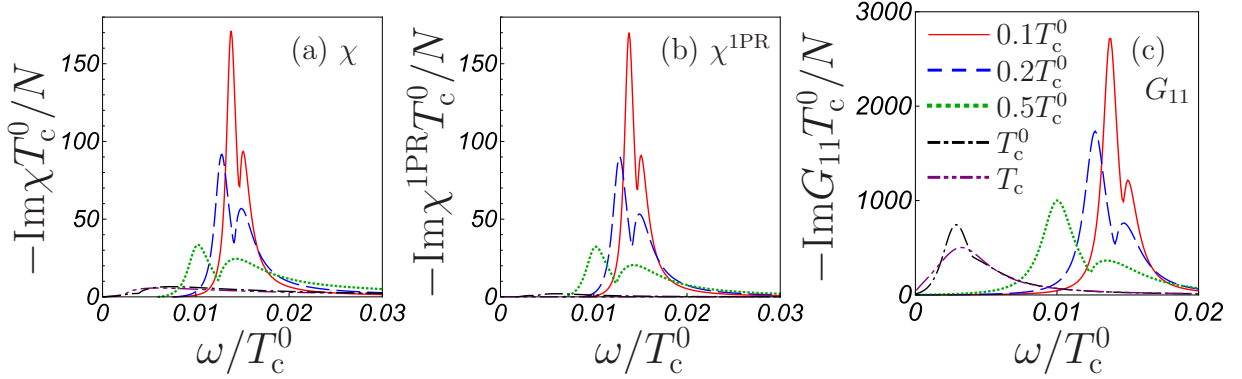 −ImχT_c^0/N
150
100
50
0
0
0.01
0.02
0.03
(a) χ
ω/T_c^0
−Imχ^1PR T_c^0/N
150
100
50
0
0
0.01
0.02
0.03
(b) χ^1PR
ω/T_c^0
−ImG_11 T_c^0/N
3000
2000
1000
0
0
0.01
0.02
0.1T_c^0
0.2T_c^0
0.5T_c^0
T_c^0
T_c
(c)
G_11
ω/T_c^0